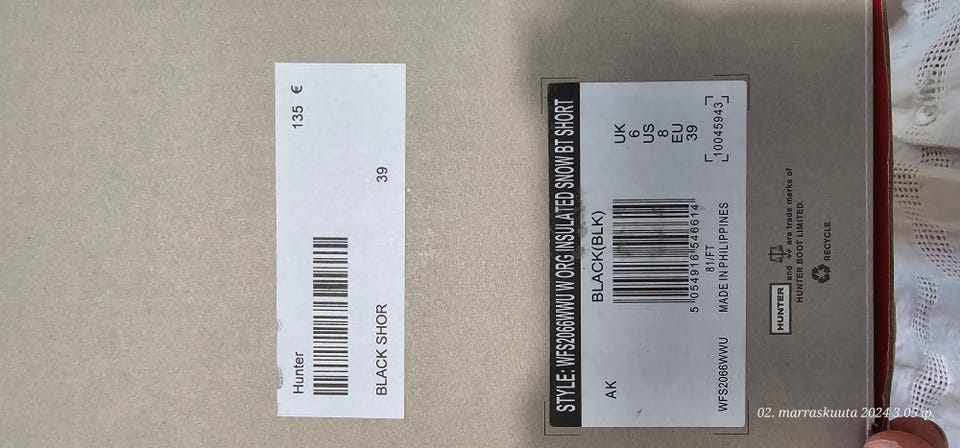 Hunter 135 €
BLACK SHOR 39
STYLE: WFS2066WWU W ORG INSULATED SNOW BT SHORT
AK BLACK(BLK) UK
6
US
8
EU
39
5 054916 546614
81/FT
WFS2066WWU MADE IN PHILIPPINES 10045943
HUNTER and are trade marks of
HUNTER BOOT LIMITED.
RECYCLE
02. marraskuuta 2024 3.05 ip.